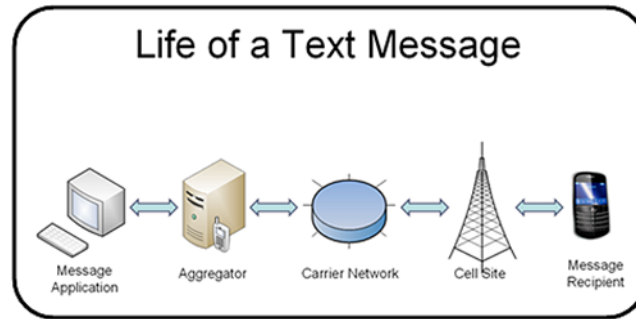 Life of a Text Message
Message
Application
Aggregator
Carrier Network
Cell Site
Message
Recipient